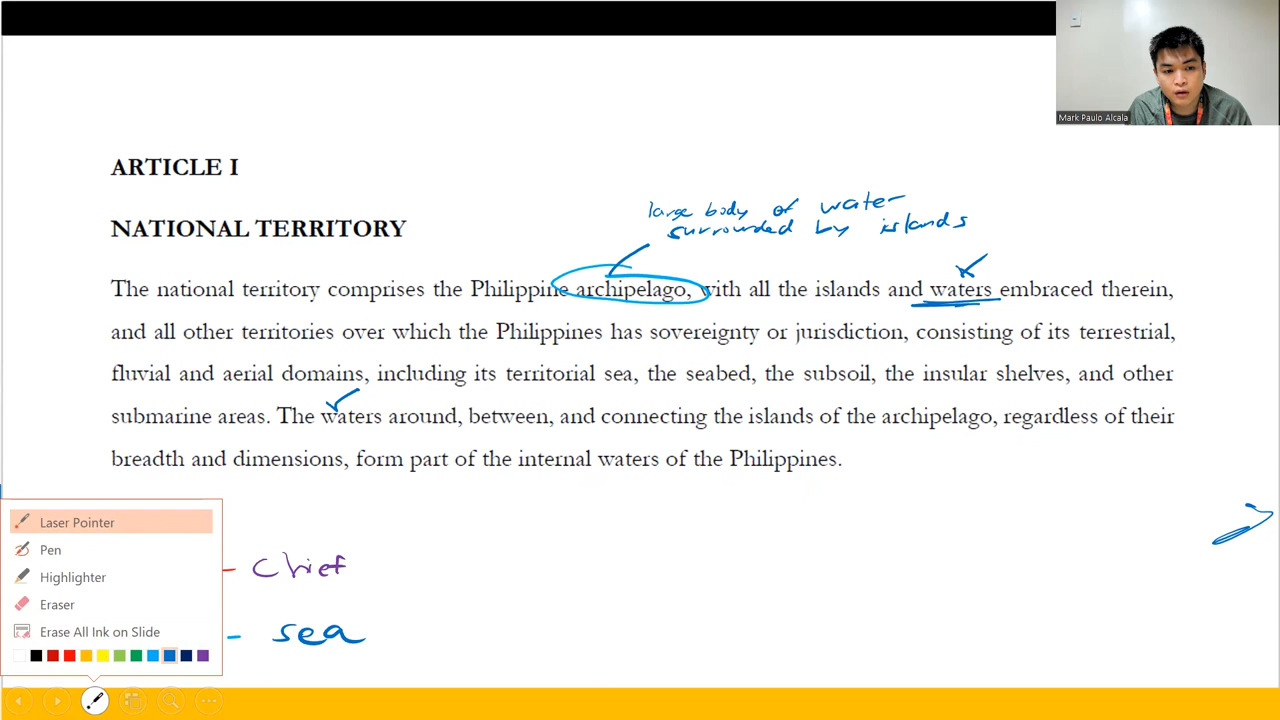 Mark Paulo Alcala
ARTICLE I
NATIONAL TERRITORY
large body of water
surrounded by islands
The national territory comprises the Philippine archipelago, with all the islands and waters embraced therein,
and all other territories over which the Philippines has sovereignty or jurisdiction, consisting of its terrestrial,
fluvial and aerial domains, including its territorial sea, the seabed, the subsoil, the insular shelves, and other
submarine areas. The waters around, between, and connecting the islands of the archipelago, regardless of their
breadth and dimensions, form part of the internal waters of the Philippines.
Laser Pointer
Pen
Highlighter
Eraser
Erase All Ink on Slide
- Chief
- sea